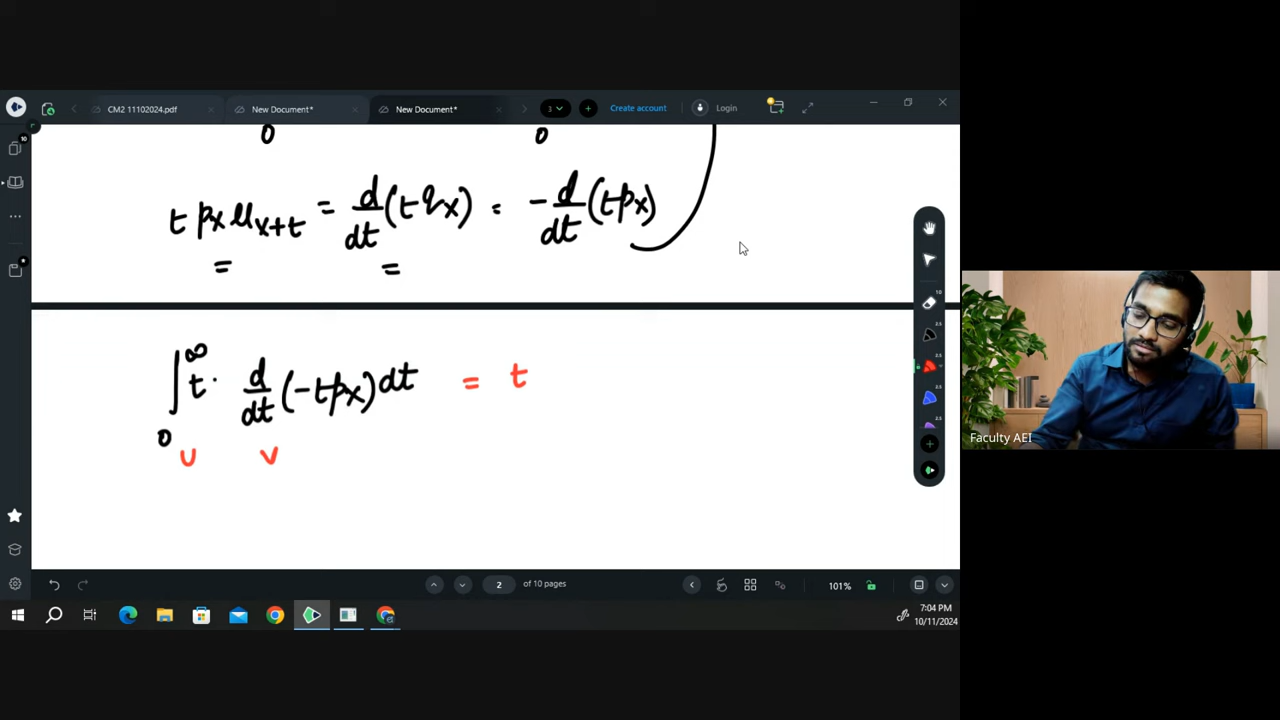 CM2 11102024.pdf New Document* New Document* 3 Create account Login
0 0
t px μx+t = d/dt (t qx) = - d/dt (t px)
= =
∫0^∞ t · d/dt (-t px) dt = t
U V
Faculty AEI
2 of 10 pages 101%
7:04 PM
10/11/2024